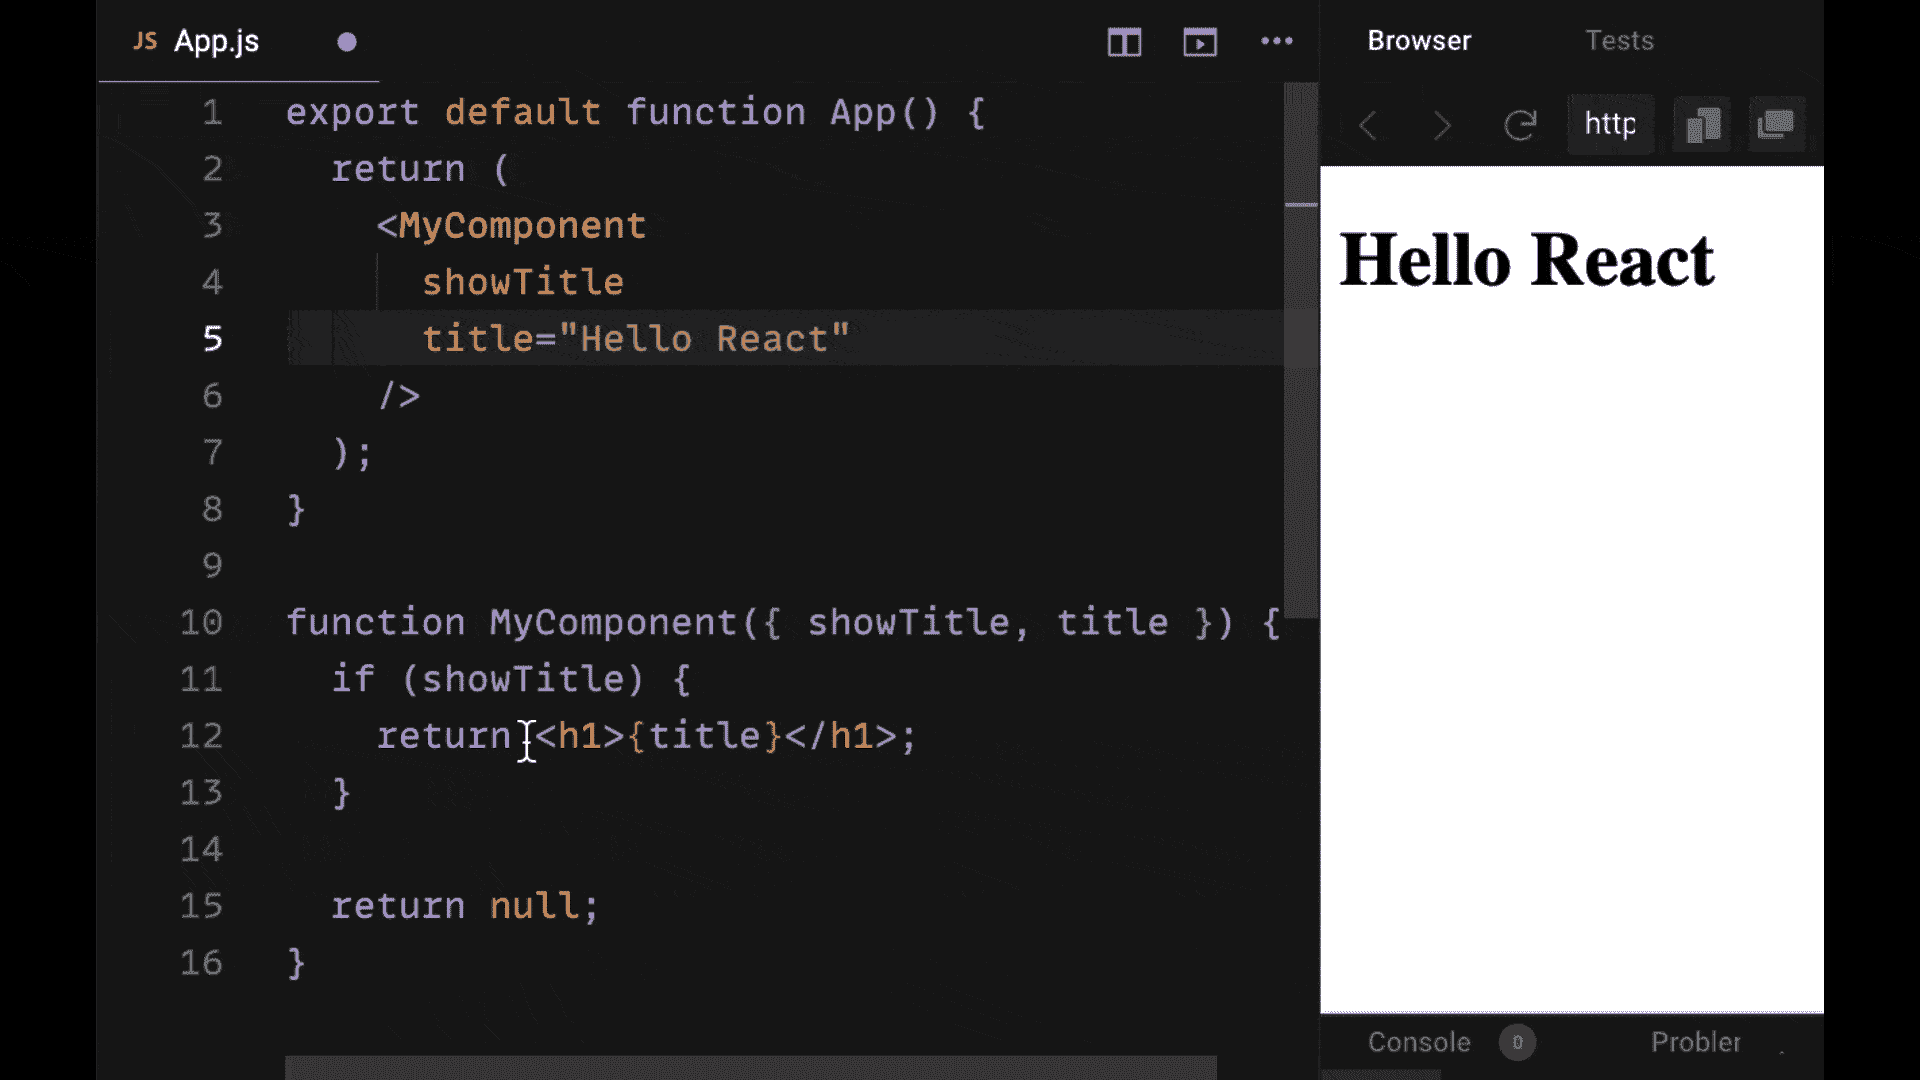 JS App.js
Browser Tests
http
1 export default function App() {
2 return (
3 <MyComponent
4 showTitle
5 title="Hello React"
6 />
7 );
8 }
9
10 function MyComponent({ showTitle, title }) {
11 if (showTitle) {
12 return <h1>{title}</h1>;
13 }
14
15 return null;
16 }
Hello React
Console 0 Probler